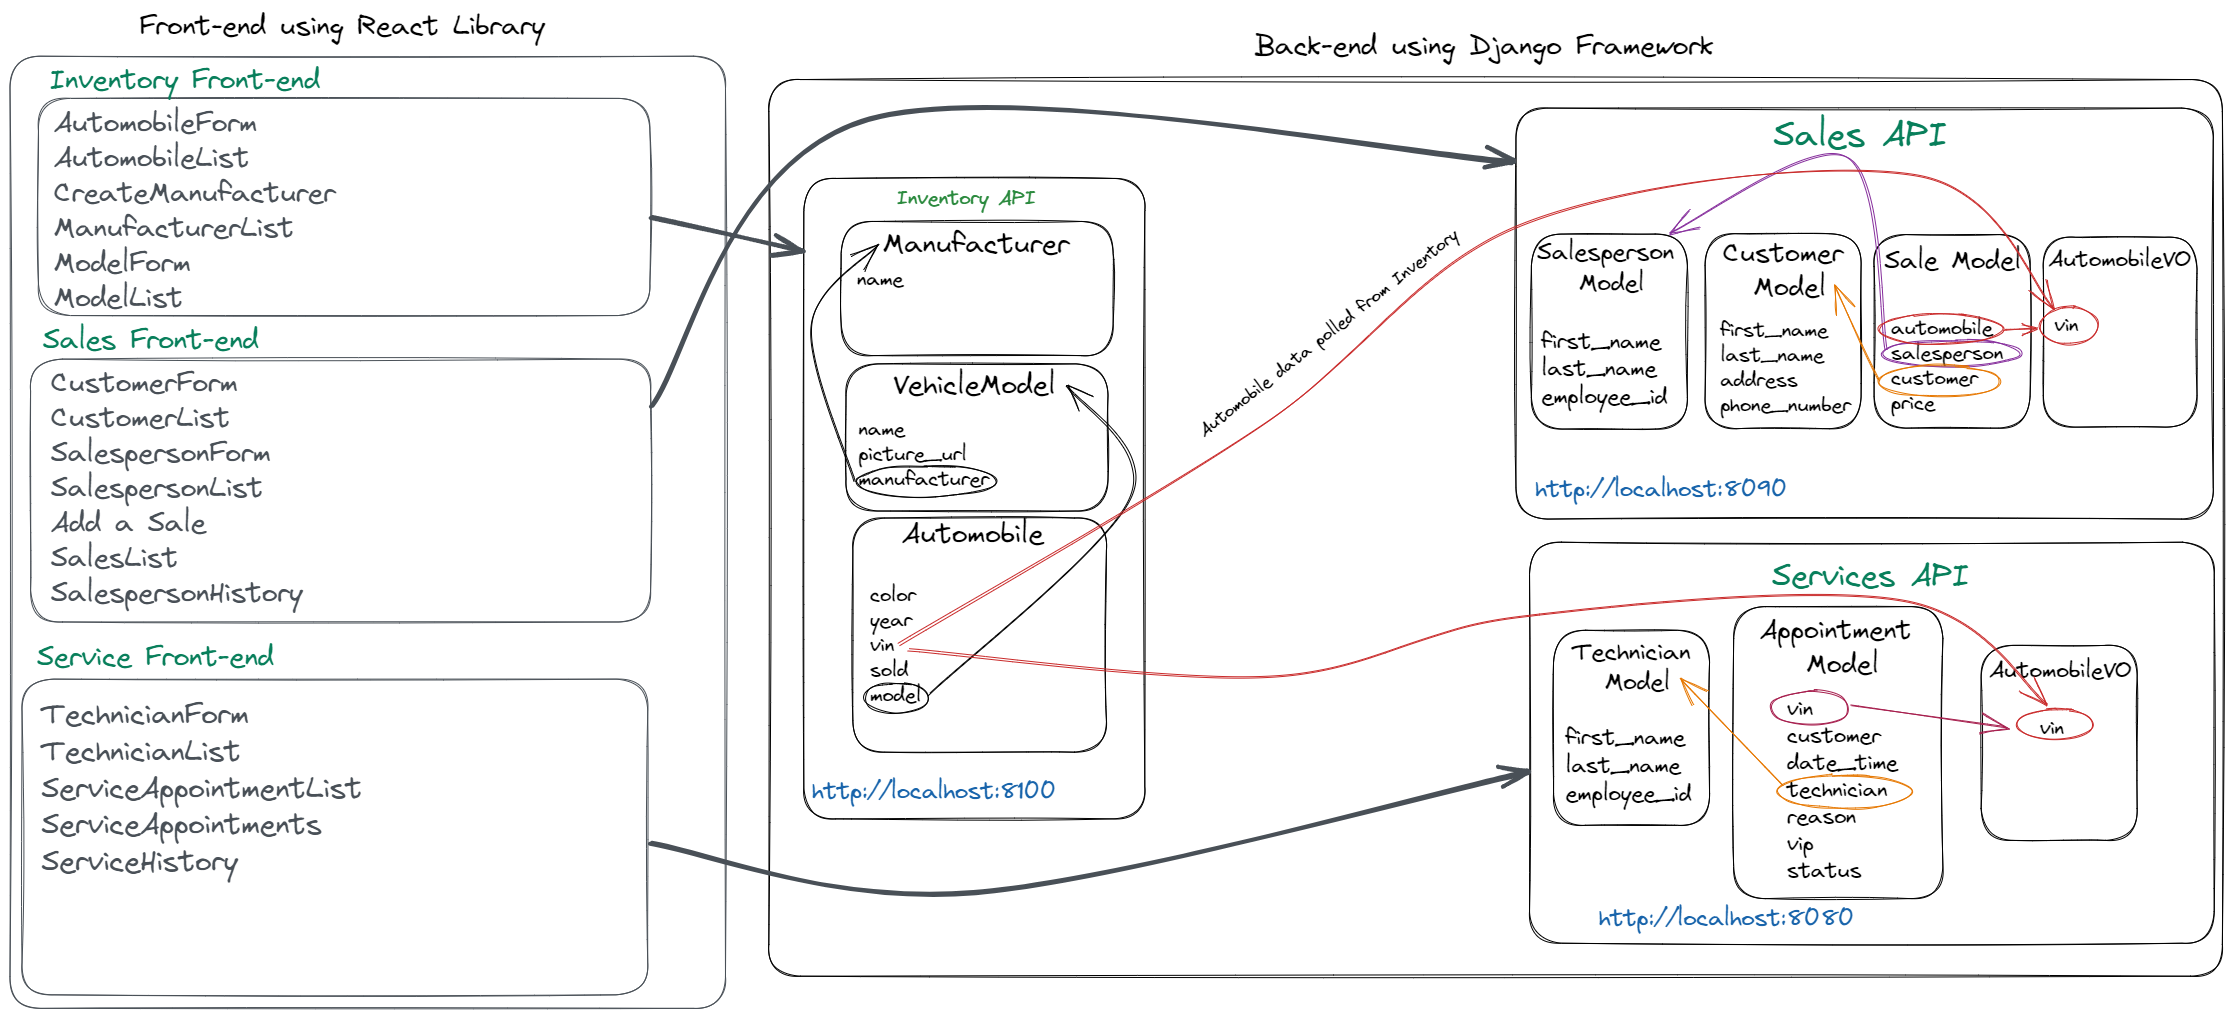 Front-end using React Library
Inventory Front-end
AutomobileForm
AutomobileList
CreateManufacturer
ManufacturerList
ModelForm
ModelList
Sales Front-end
CustomerForm
CustomerList
SalespersonForm
SalespersonList
Add a Sale
SalesList
SalespersonHistory
Service Front-end
TechnicianForm
TechnicianList
ServiceAppointmentList
ServiceAppointments
ServiceHistory
Back-end using Django Framework
Inventory API
Manufacturer
name
VehicleModel
name
picture_url
manufacturer
Automobile
color
year
vin
sold
model
http://localhost:8100
Automobile data polled from Inventory
Sales API
Salesperson
Model
first_name
last_name
employee_id
Customer
Model
first_name
last_name
address
phone_number
Sale Model
automobile
salesperson
customer
price
AutomobileVO
vin
http://localhost:8090
Services API
Technician
Model
first_name
last_name
employee_id
Appointment
Model
vin
customer
date_time
technician
reason
vip
status
AutomobileVO
vin
http://localhost:8080